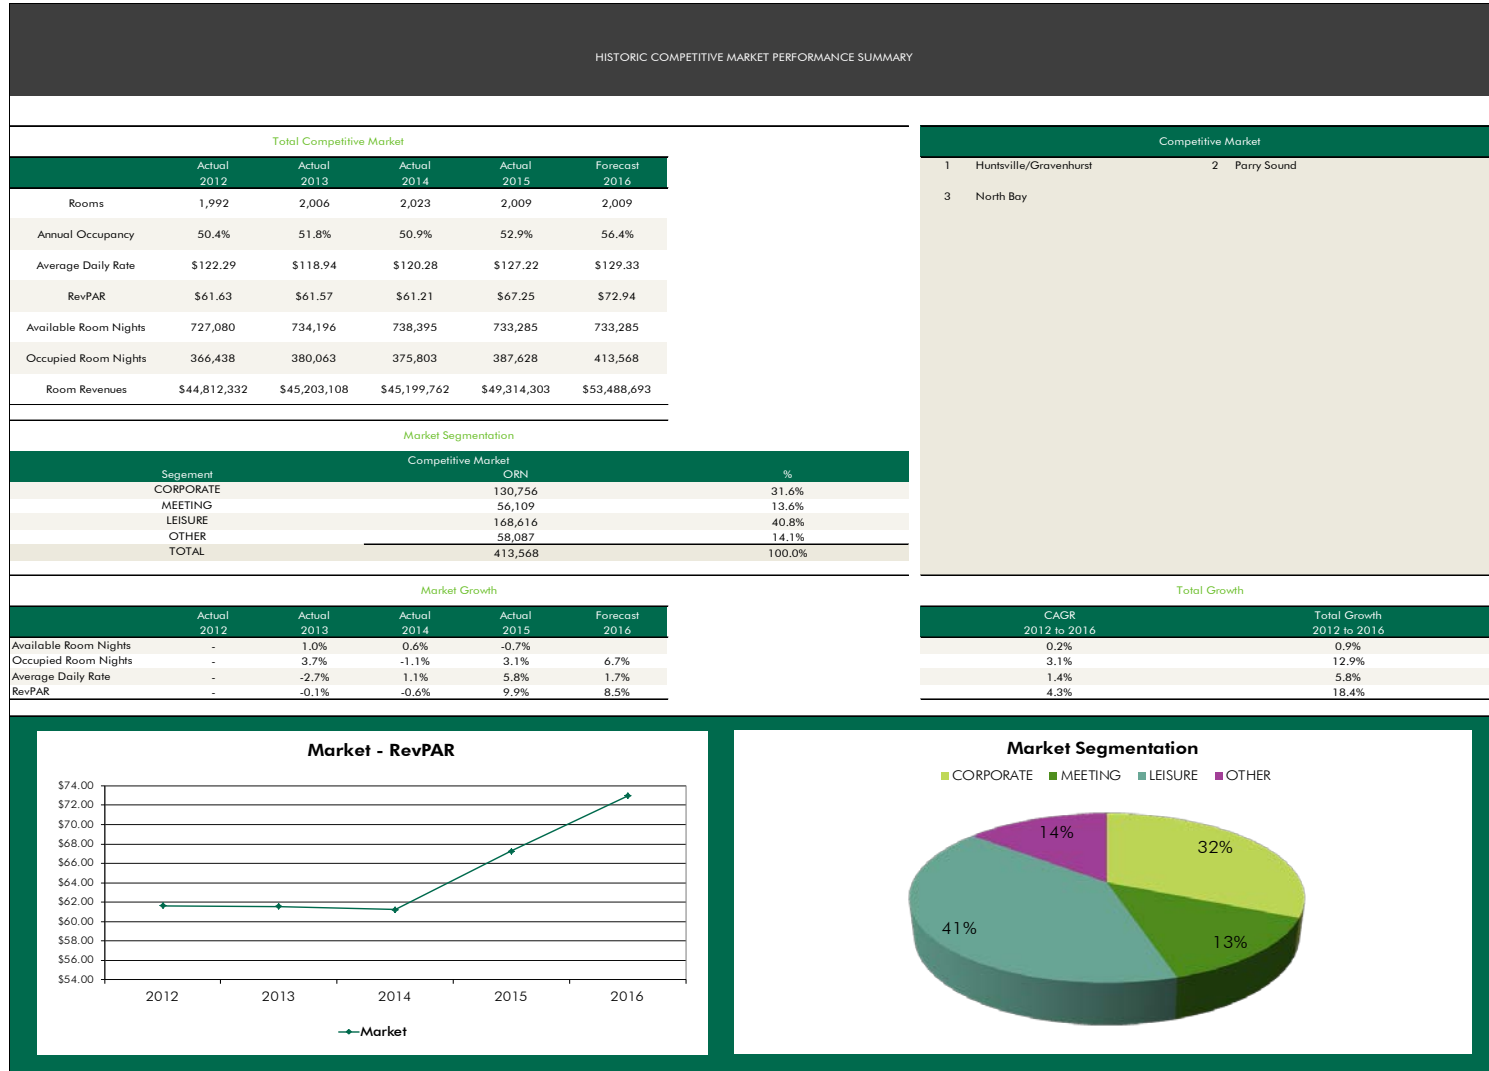 HISTORIC COMPETITIVE MARKET PERFORMANCE SUMMARY
Total Competitive Market
Actual Actual Actual Actual Forecast
2012 2013 2014 2015 2016
Rooms 1,992 2,006 2,023 2,009 2,009
Annual Occupancy 50.4% 51.8% 50.9% 52.9% 56.4%
Average Daily Rate $122.29 $118.94 $120.28 $127.22 $129.33
RevPAR $61.63 $61.57 $61.21 $67.25 $72.94
Available Room Nights 727,080 734,196 738,395 733,285 733,285
Occupied Room Nights 366,438 380,063 375,803 387,628 413,568
Room Revenues $44,812,332 $45,203,108 $45,199,762 $49,314,303 $53,488,693
Competitive Market
1 Huntsville/Gravenhurst 2 Parry Sound
3 North Bay
Market Segmentation
Competitive Market
Segement ORN %
CORPORATE 130,756 31.6%
MEETING 56,109 13.6%
LEISURE 168,616 40.8%
OTHER 58,087 14.1%
TOTAL 413,568 100.0%
Market Growth
Actual Actual Actual Actual Forecast
2012 2013 2014 2015 2016
Available Room Nights - 1.0% 0.6% -0.7%
Occupied Room Nights - 3.7% -1.1% 3.1% 6.7%
Average Daily Rate - -2.7% 1.1% 5.8% 1.7%
RevPAR - -0.1% -0.6% 9.9% 8.5%
Total Growth
CAGR Total Growth
2012 to 2016 2012 to 2016
0.2% 0.9%
3.1% 12.9%
1.4% 5.8%
4.3% 18.4%
Market - RevPAR
$74.00
$72.00
$70.00
$68.00
$66.00
$64.00
$62.00
$60.00
$58.00
$56.00
$54.00
2012 2013 2014 2015 2016
Market
Market Segmentation
CORPORATE MEETING LEISURE OTHER
14%
32%
41%
13%